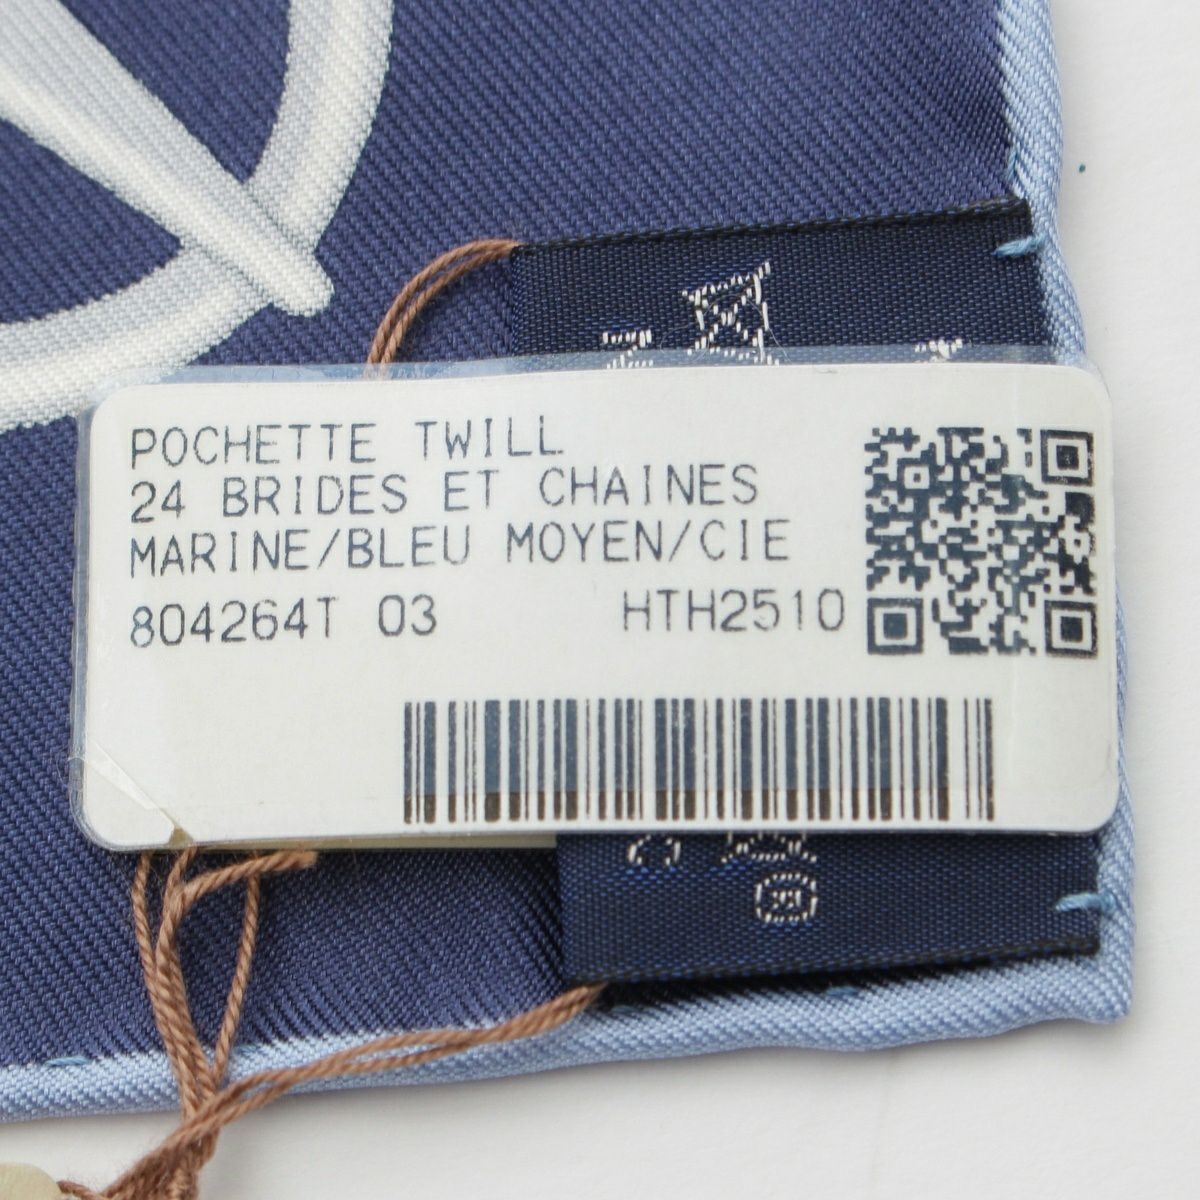 POCHETTE TWILL
24 BRIDES ET CHAINES
MARINE/BLEU MOYEN/CIE
804264T 03 HTH2510